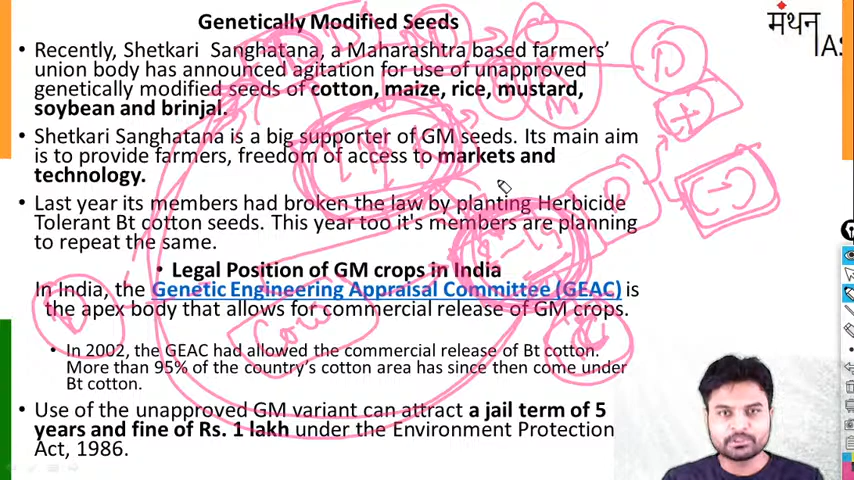 Genetically Modified Seeds
मंथन
IAS
• Recently, Shetkari Sanghatana, a Maharashtra based farmers'
union body has announced agitation for use of unapproved
genetically modified seeds of cotton, maize, rice, mustard,
soybean and brinjal.
• Shetkari Sanghatana is a big supporter of GM seeds. Its main aim
is to provide farmers, freedom of access to markets and
technology.
• Last year its members had broken the law by planting Herbicide
Tolerant Bt cotton seeds. This year too it's members are planning
to repeat the same.
• Legal Position of GM crops in India
In India, the Genetic Engineering Appraisal Committee (GEAC) is
the apex body that allows for commercial release of GM crops.
• In 2002, the GEAC had allowed the commercial release of Bt cotton.
More than 95% of the country's cotton area has since then come under
Bt cotton.
• Use of the unapproved GM variant can attract a jail term of 5
years and fine of Rs. 1 lakh under the Environment Protection
Act, 1986.